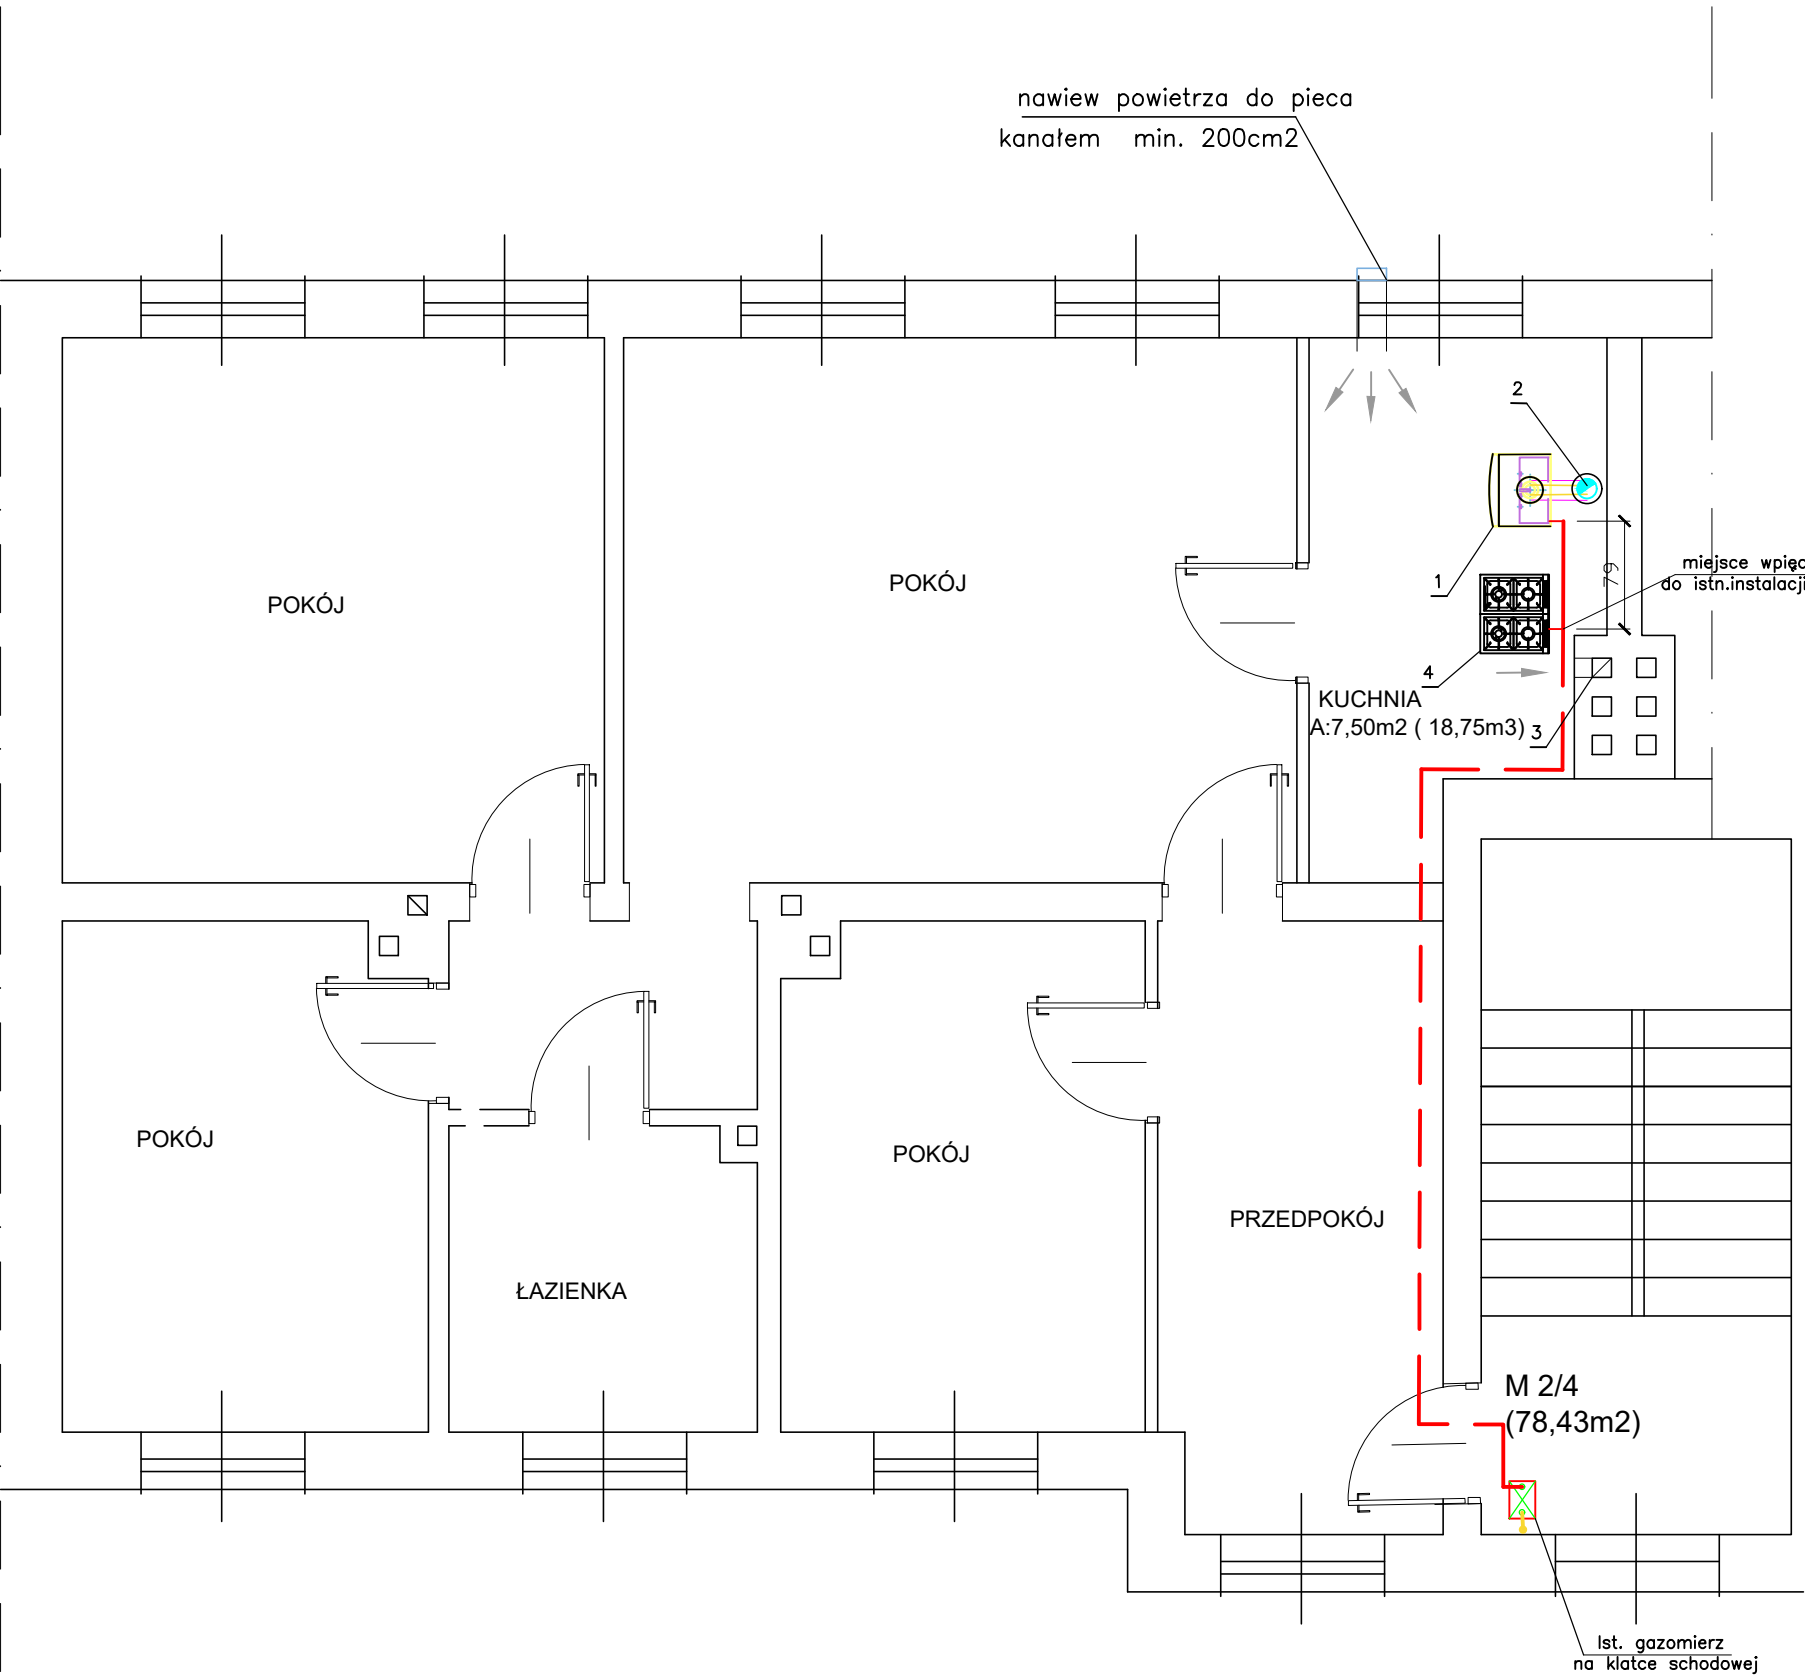 nawiew powietrza do pieca
kanałem min. 200cm2
2
1
79
miejsce wpięc
do istn.instalacji
POKÓJ
POKÓJ
4
KUCHNIA
A:7,50m2 ( 18,75m3)
3
POKÓJ
POKÓJ
PRZEDPOKÓJ
ŁAZIENKA
M 2/4
(78,43m2)
Ist. gazomierz
na klatce schodowej